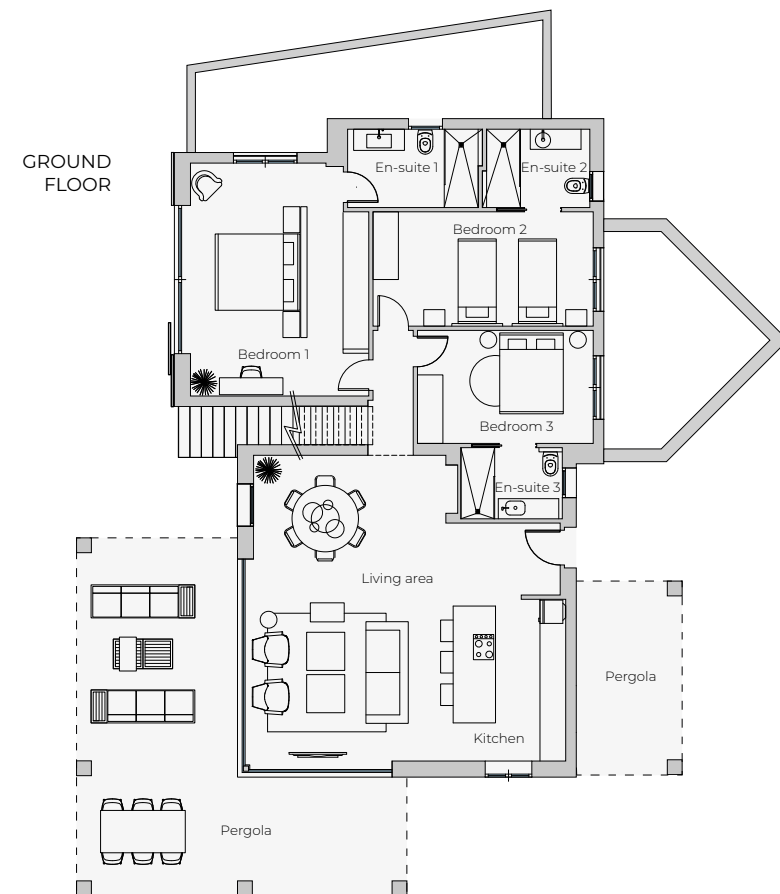 GROUND
FLOOR
En-suite 1
En-suite 2
Bedroom 2
Bedroom 1
Bedroom 3
En-suite 3
Living area
Pergola
Kitchen
Pergola